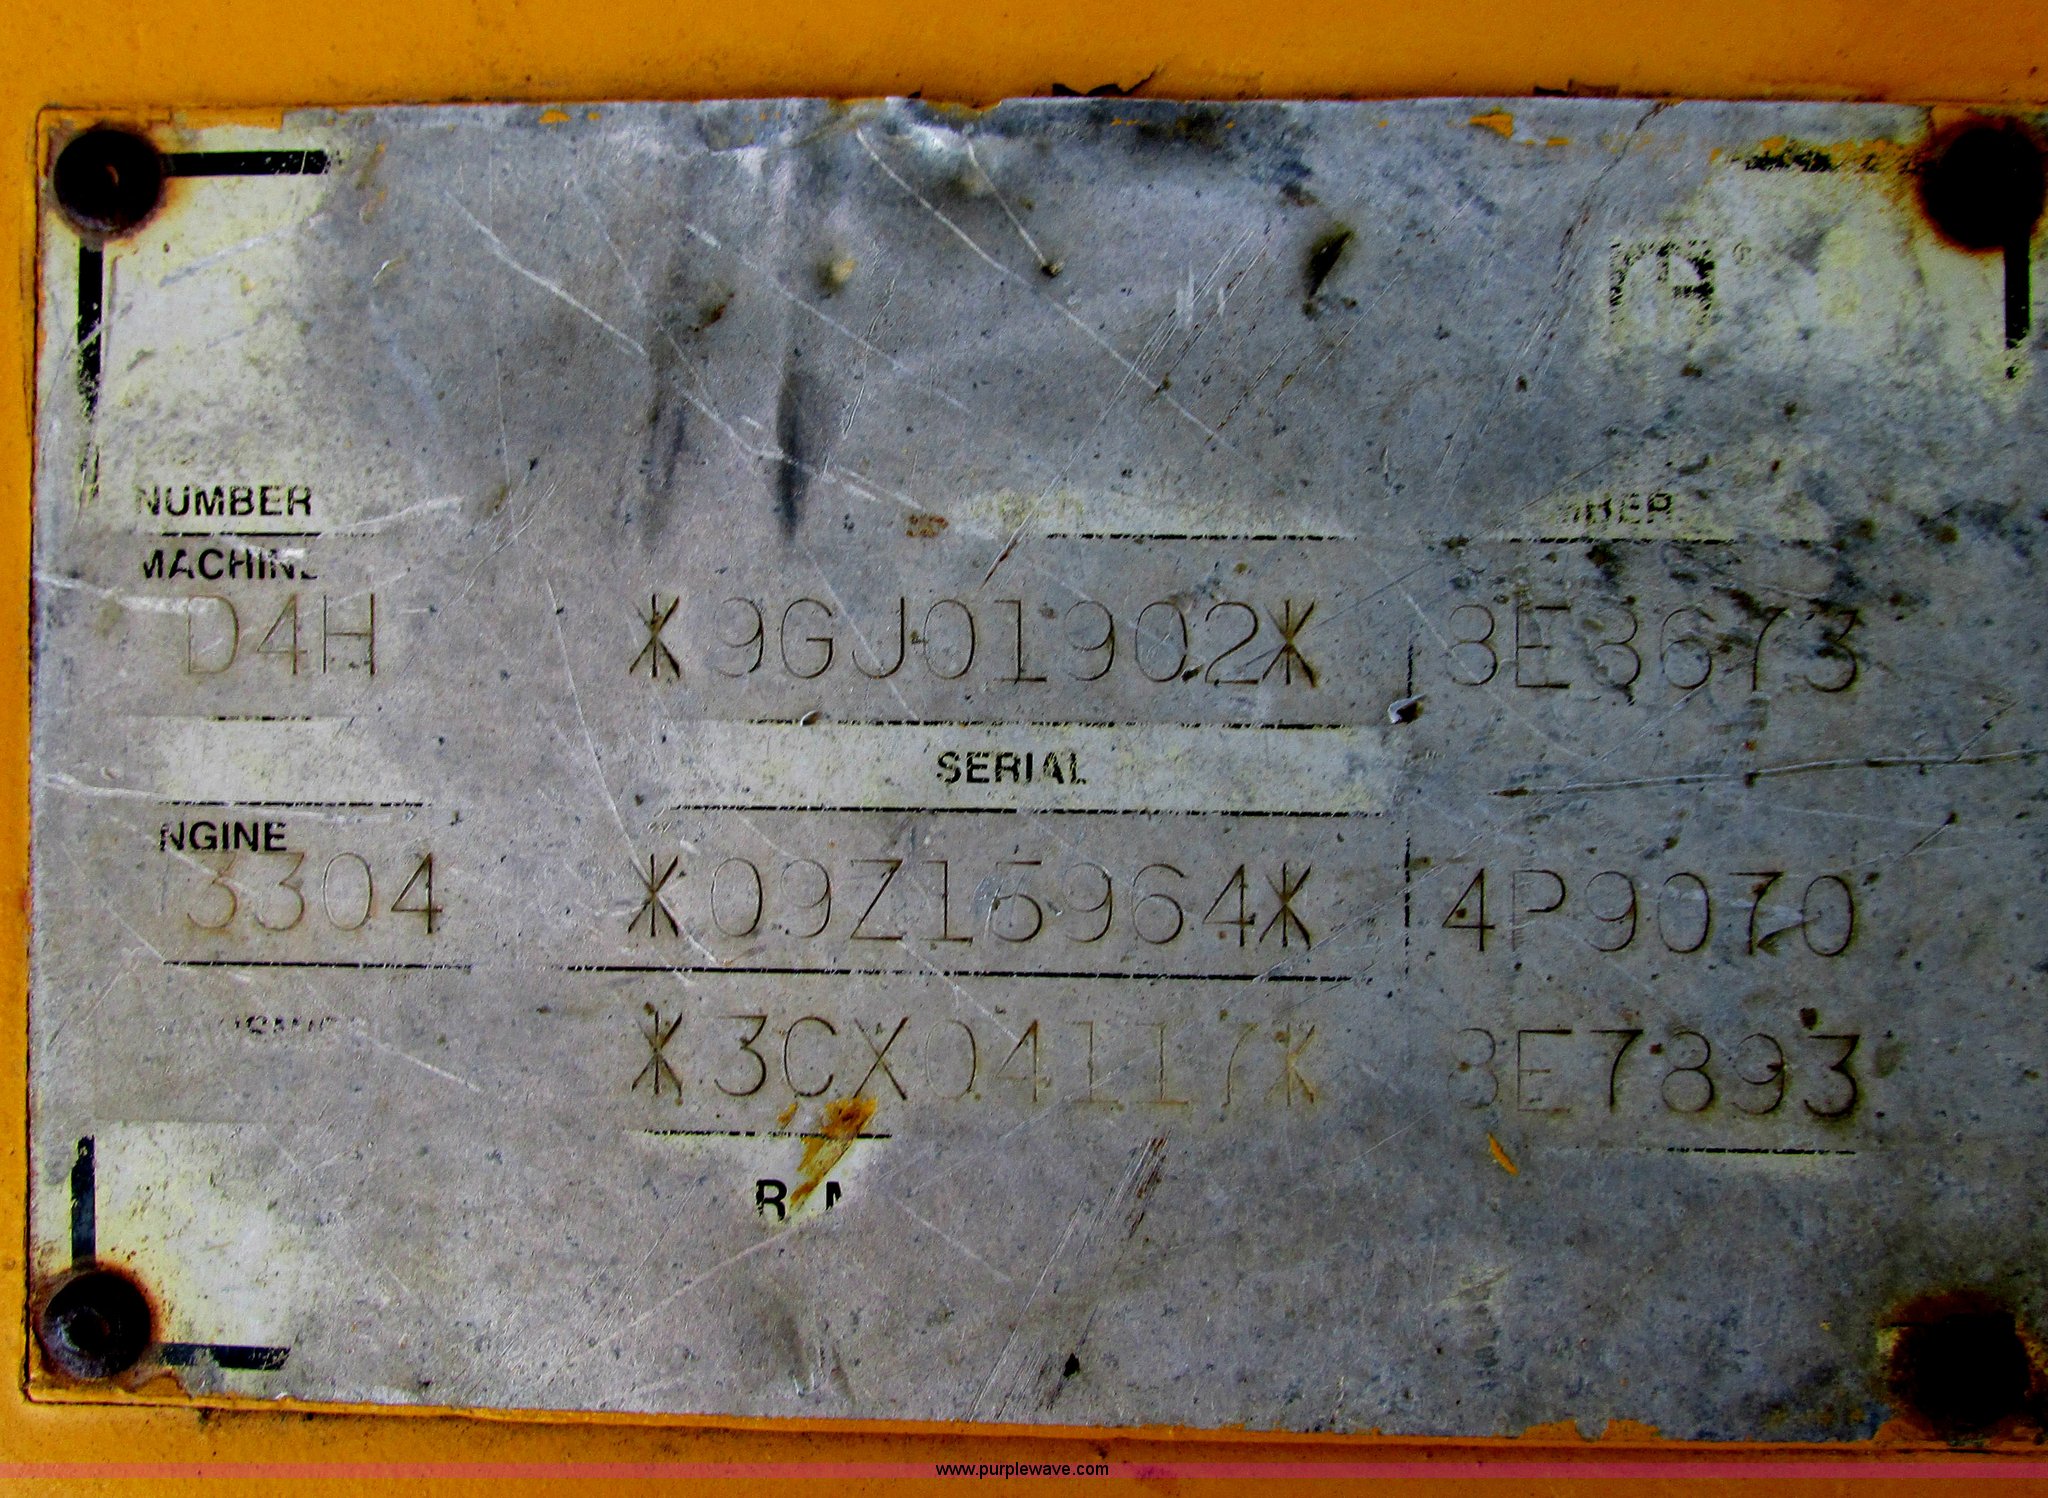 NUMBER
MACHINE
D4H *9GJ01902* 3E3673
SERIAL
NGINE
3304 *09Z15964* 4P9070
*3CX04117* 3E7893
www.purplewave.com